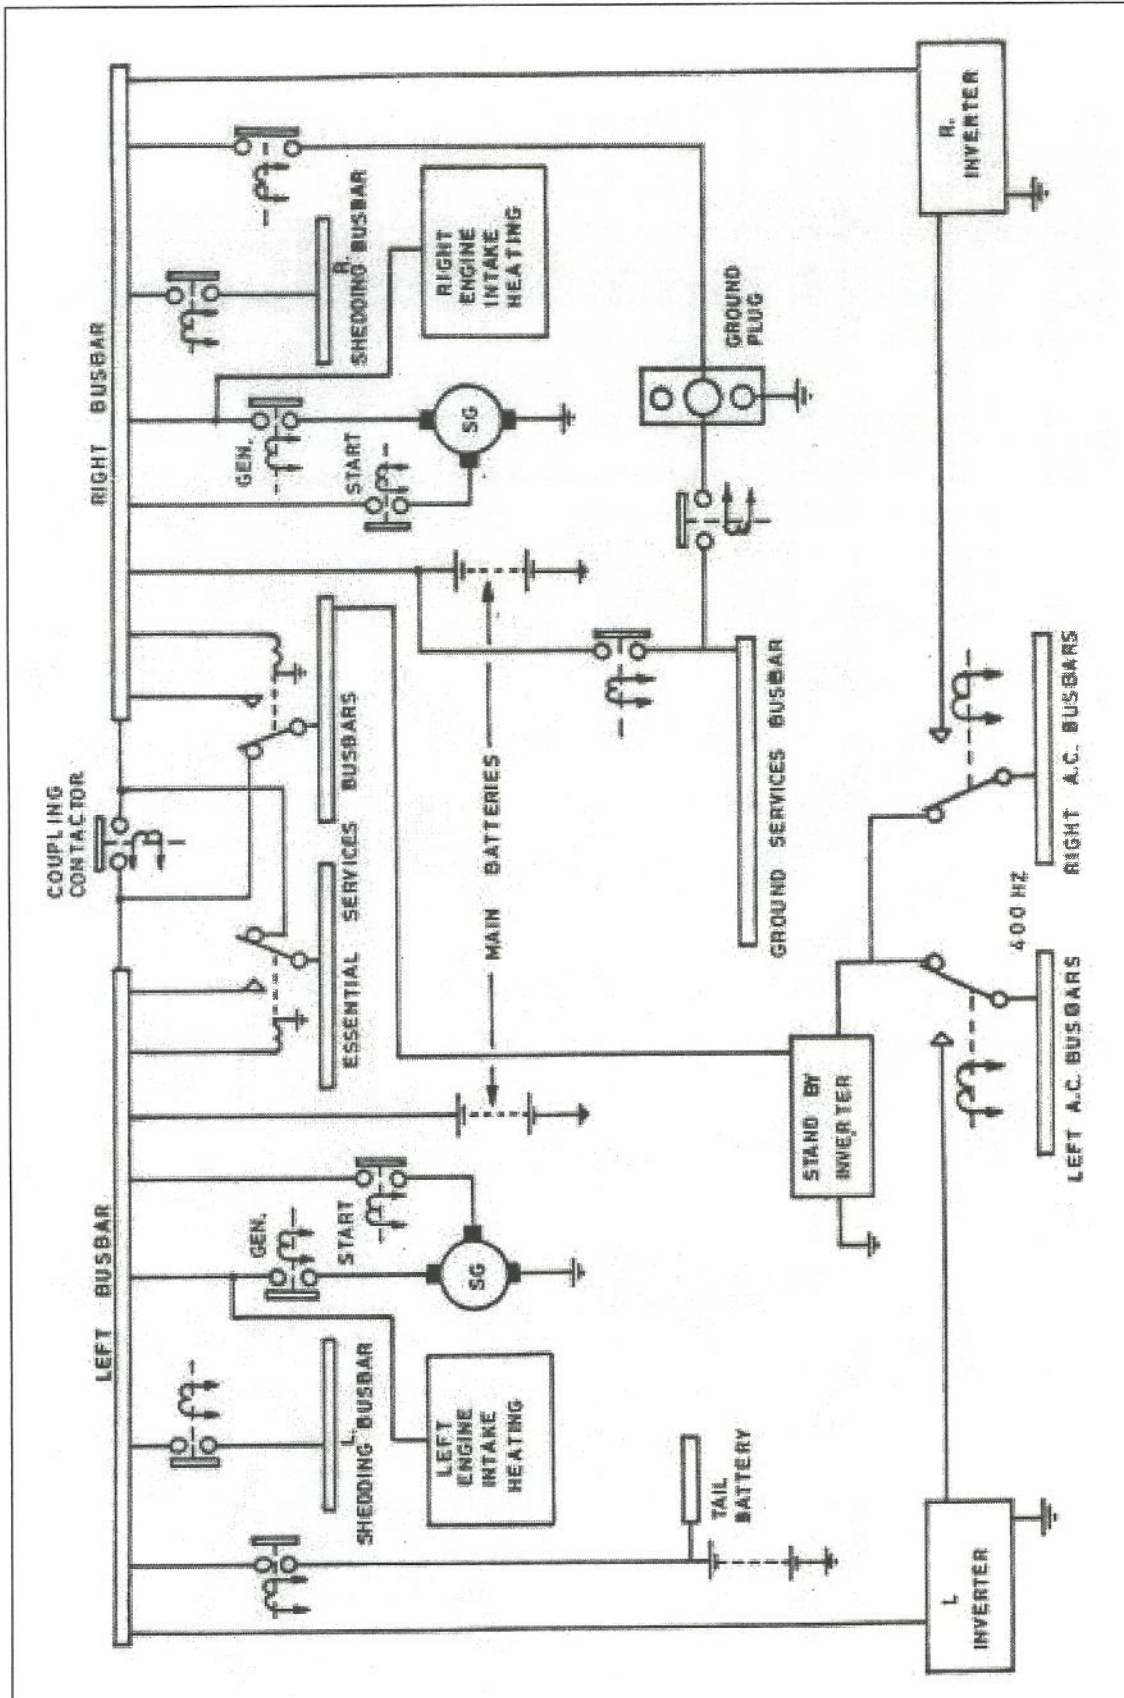 COUPLING
CONTACTOR
LEFT BUSBAR
RIGHT BUSBAR
GEN.
START
GEN.
START
L.
SHEDDING BUSBAR
R.
SHEDDING BUSBAR
ESSENTIAL SERVICES BUSBARS
SG
SG
LEFT
ENGINE
INTAKE
HEATING
RIGHT
ENGINE
INTAKE
HEATING
MAIN BATTERIES
TAIL
BATTERY
GROUND
PLUG
GROUND SERVICES BUSBAR
STAND BY
INVERTER
L
INVERTER
R.
INVERTER
400 HZ
LEFT A.C. BUSBARS
RIGHT A.C. BUSBARS